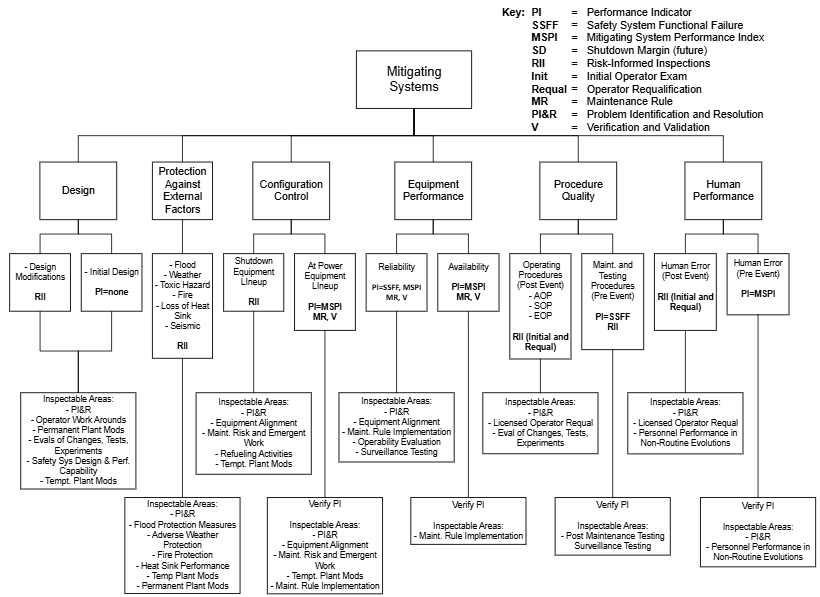 Key: PI = Performance Indicator
SSFF = Safety System Functional Failure
MSPI = Mitigating System Performance Index
SD = Shutdown Margin (future)
RII = Risk-Informed Inspections
Init = Initial Operator Exam
Requal = Operator Requalification
MR = Maintenance Rule
PI&R = Problem Identification and Resolution
V = Verification and Validation
Mitigating
Systems
Design
Protection
Against
External
Factors
Configuration
Control
Equipment
Performance
Procedure
Quality
Human
Performance
- Design
Modifications
RII
- Initial Design
PI=none
- Flood
- Weather
- Toxic Hazard
- Fire
- Loss of Heat
Sink
- Seismic
RII
Shutdown
Equipment
LIneup
RII
At Power
Equipment
LIneup
PI=MSPI
MR, V
Reliability
PI=SSFF, MSPI
MR, V
Availability
PI=MSPI
MR, V
Operating
Procedures
(Post Event)
- AOP
- SOP
- EOP
RII (Initial and
Requal)
Maint. and
Testing
Procedures
(Pre Event)
PI=SSFF
RII
Human Error
(Post Event)
RII (Initial and
Requal)
Human Error
(Pre Event)
PI=MSPI
Inspectable Areas:
- PI&R
- Operator Work Arounds
- Permanent Plant Mods
- Evals of Changes, Tests,
Experiments
- Safety Sys Design & Perf.
Capability
- Tempt. Plant Mods
Inspectable Areas:
- PI&R
- Equipment Alignment
- Maint. Risk and Emergent
Work
- Refueling Activities
- Tempt. Plant Mods
Inspectable Areas:
- PI&R
- Equipment Alignment
- Maint. Rule Implementation
- Operability Evaluation
- Surveillance Testing
Inspectable Areas:
- PI&R
- Licensed Operator Requal
- Eval of Changes, Tests,
Experiments
Inspectable Areas:
- PI&R
- Licensed Operator Requal
- Personnel Performance in
Non-Routine Evolutions
Inspectable Areas:
- PI&R
- Flood Protection Measures
- Adverse Weather
Protection
- Fire Protection
- Heat Sink Performance
- Temp Plant Mods
- Permanent Plant Mods
Verify PI
Inspectable Areas:
- PI&R
- Equipment Alignment
- Maint. Risk and Emergent
Work
- Tempt. Plant Mods
- Maint. Rule Implementation
Verify PI
Inspectable Areas:
- Maint. Rule Implementation
Verify PI
Inspectable Areas:
- Post Maintenance Testing
Surveillance Testing
Verify PI
Inspectable Areas:
- PI&R
- Personnel Performance in
Non-Routine Evolutions